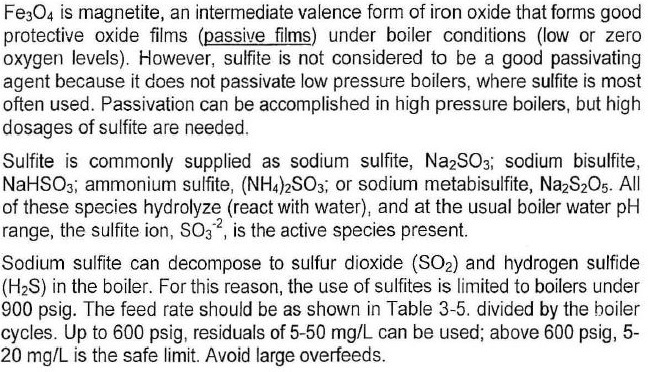 Fe₃O₄ is magnetite, an intermediate valence form of iron oxide that forms good
protective oxide films (passive films) under boiler conditions (low or zero
oxygen levels). However, sulfite is not considered to be a good passivating
agent because it does not passivate low pressure boilers, where sulfite is most
often used. Passivation can be accomplished in high pressure boilers, but high
dosages of sulfite are needed.
Sulfite is commonly supplied as sodium sulfite, Na₂SO₃; sodium bisulfite,
NaHSO₃; ammonium sulfite, (NH₄)₂SO₃; or sodium metabisulfite, Na₂S₂O₅. All
of these species hydrolyze (react with water), and at the usual boiler water pH
range, the sulfite ion, SO₃⁻², is the active species present.
Sodium sulfite can decompose to sulfur dioxide (SO₂) and hydrogen sulfide
(H₂S) in the boiler. For this reason, the use of sulfites is limited to boilers under
900 psig. The feed rate should be as shown in Table 3-5. divided by the boiler
cycles. Up to 600 psig, residuals of 5-50 mg/L can be used; above 600 psig, 5-
20 mg/L is the safe limit. Avoid large overfeeds.